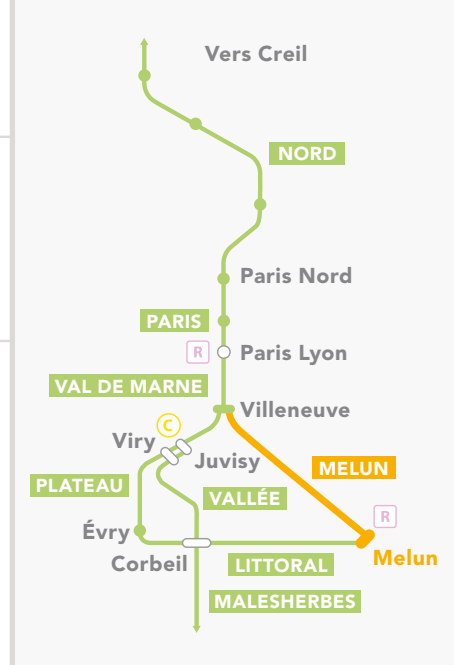 Vers Creil
NORD
Paris Nord
PARIS
R
Paris Lyon
VAL DE MARNE
Villeneuve
C
Viry
Juvisy
MELUN
PLATEAU
VALLÉE
R
Évry
Corbeil
LITTORAL
Melun
MALESHERBES